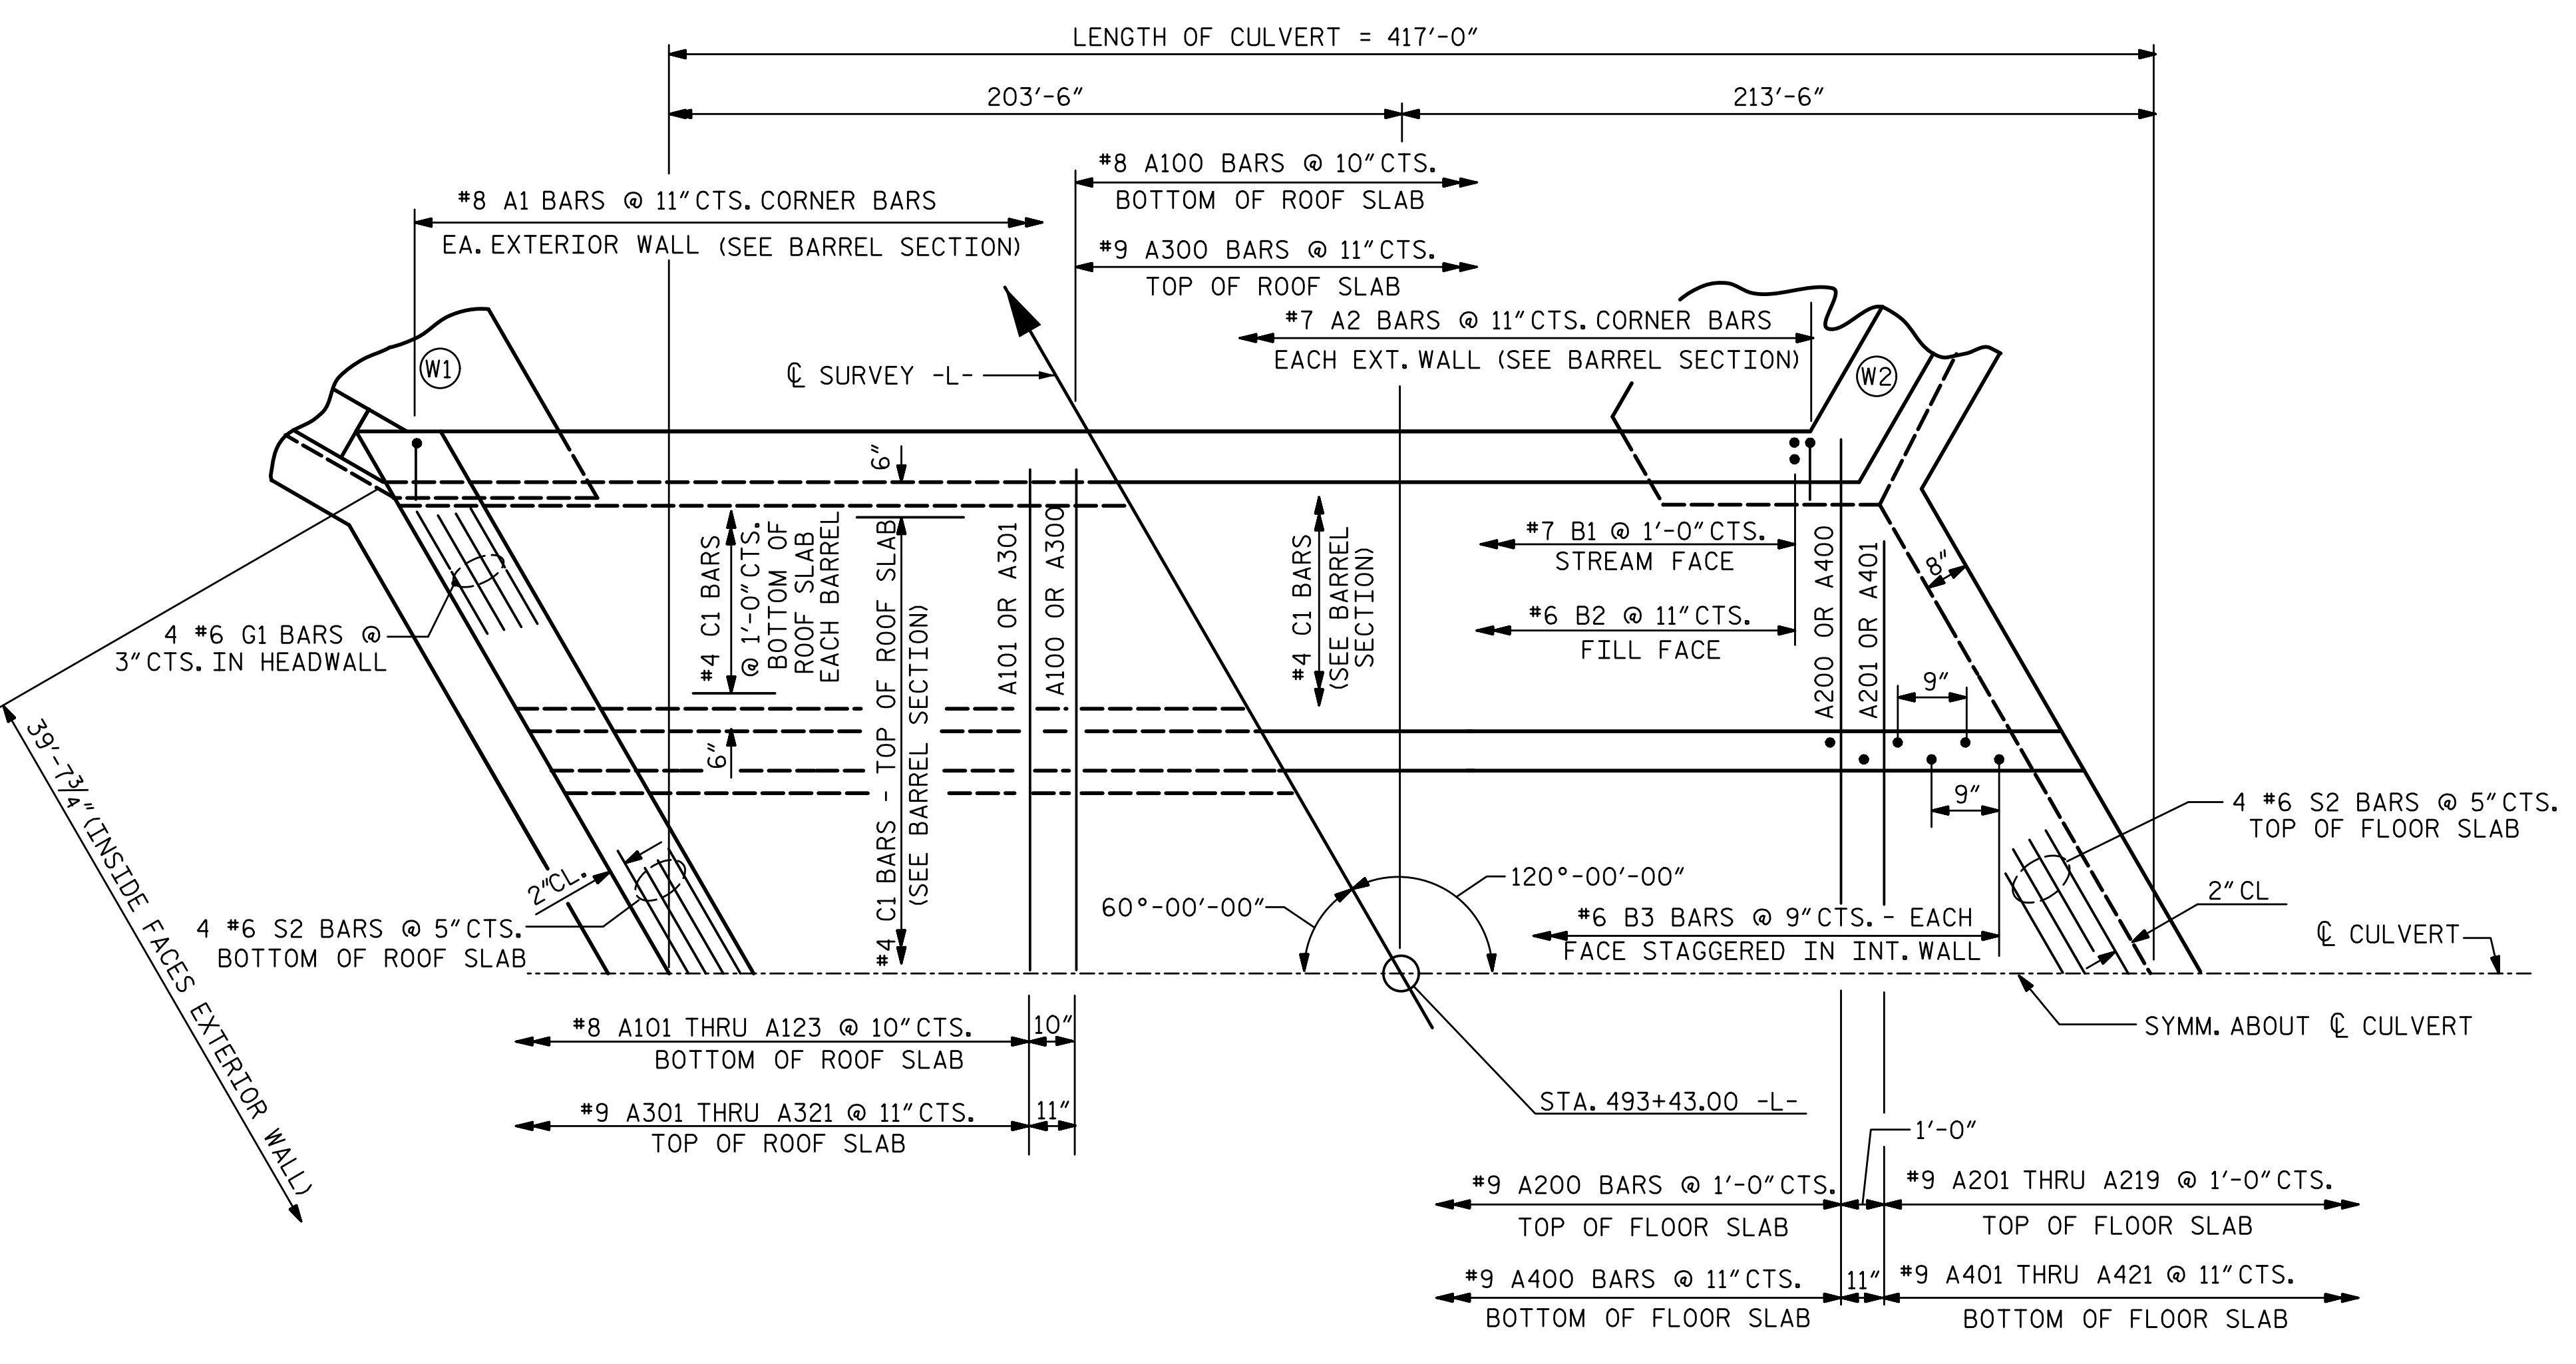 LENGTH OF CULVERT = 417'-0"
203'-6"
213'-6"
#8 A100 BARS @ 10" CTS.
BOTTOM OF ROOF SLAB
#8 A1 BARS @ 11" CTS. CORNER BARS
EA. EXTERIOR WALL (SEE BARREL SECTION)
#9 A300 BARS @ 11" CTS.
TOP OF ROOF SLAB
#7 A2 BARS @ 11" CTS. CORNER BARS
EACH EXT. WALL (SEE BARREL SECTION)
W1
W2
℄ SURVEY -L-
6"
#4 C1 BARS
@ 1'-0" CTS.
BOTTOM OF
ROOF SLAB
EACH BARREL
#4 C1 BARS - TOP OF ROOF SLAB
(SEE BARREL SECTION)
A101 OR A301
A100 OR A300
#4 C1 BARS
(SEE BARREL
SECTION)
#7 B1 @ 1'-0" CTS.
STREAM FACE
#6 B2 @ 11" CTS.
FILL FACE
A200 OR A400
A201 OR A401
8"
9"
4 #6 G1 BARS @
3" CTS. IN HEADWALL
6"
9"
39'-7¾" (INSIDE FACES EXTERIOR WALL)
4 #6 S2 BARS @ 5" CTS.
TOP OF FLOOR SLAB
2" CL.
120°-00'-00"
60°-00'-00"
2" CL
4 #6 S2 BARS @ 5" CTS.
BOTTOM OF ROOF SLAB
#6 B3 BARS @ 9" CTS. - EACH
FACE STAGGERED IN INT. WALL
℄ CULVERT
SYMM. ABOUT ℄ CULVERT
#8 A101 THRU A123 @ 10" CTS.
10"
BOTTOM OF ROOF SLAB
#9 A301 THRU A321 @ 11" CTS.
11"
TOP OF ROOF SLAB
STA. 493+43.00 -L-
1'-0"
#9 A200 BARS @ 1'-0" CTS.
TOP OF FLOOR SLAB
#9 A201 THRU A219 @ 1'-0" CTS.
TOP OF FLOOR SLAB
#9 A400 BARS @ 11" CTS.
BOTTOM OF FLOOR SLAB
11"
#9 A401 THRU A421 @ 11" CTS.
BOTTOM OF FLOOR SLAB